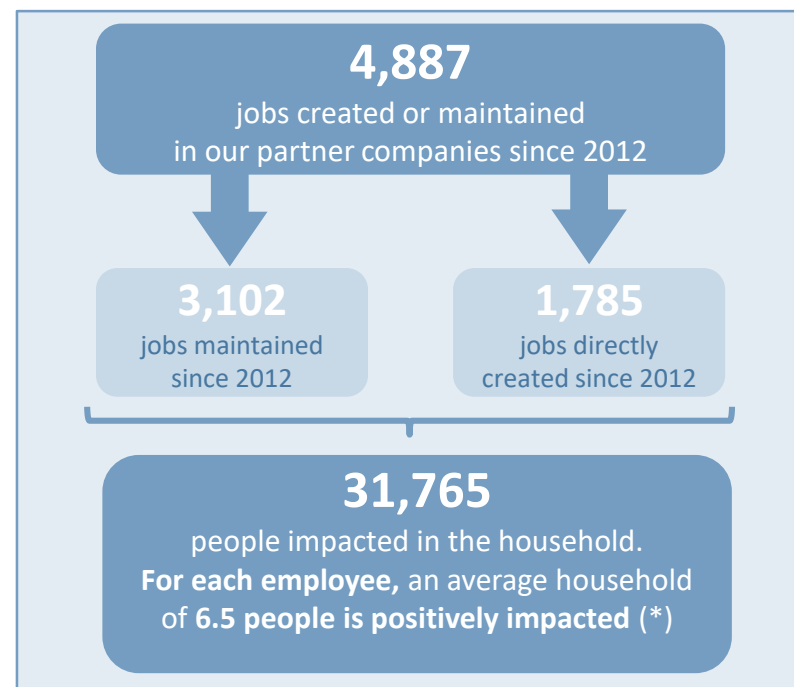 4,887
jobs created or maintained
in our partner companies since 2012
3,102
jobs maintained
since 2012
1,785
jobs directly
created since 2012
31,765
people impacted in the household.
For each employee, an average household
of 6.5 people is positively impacted (*)